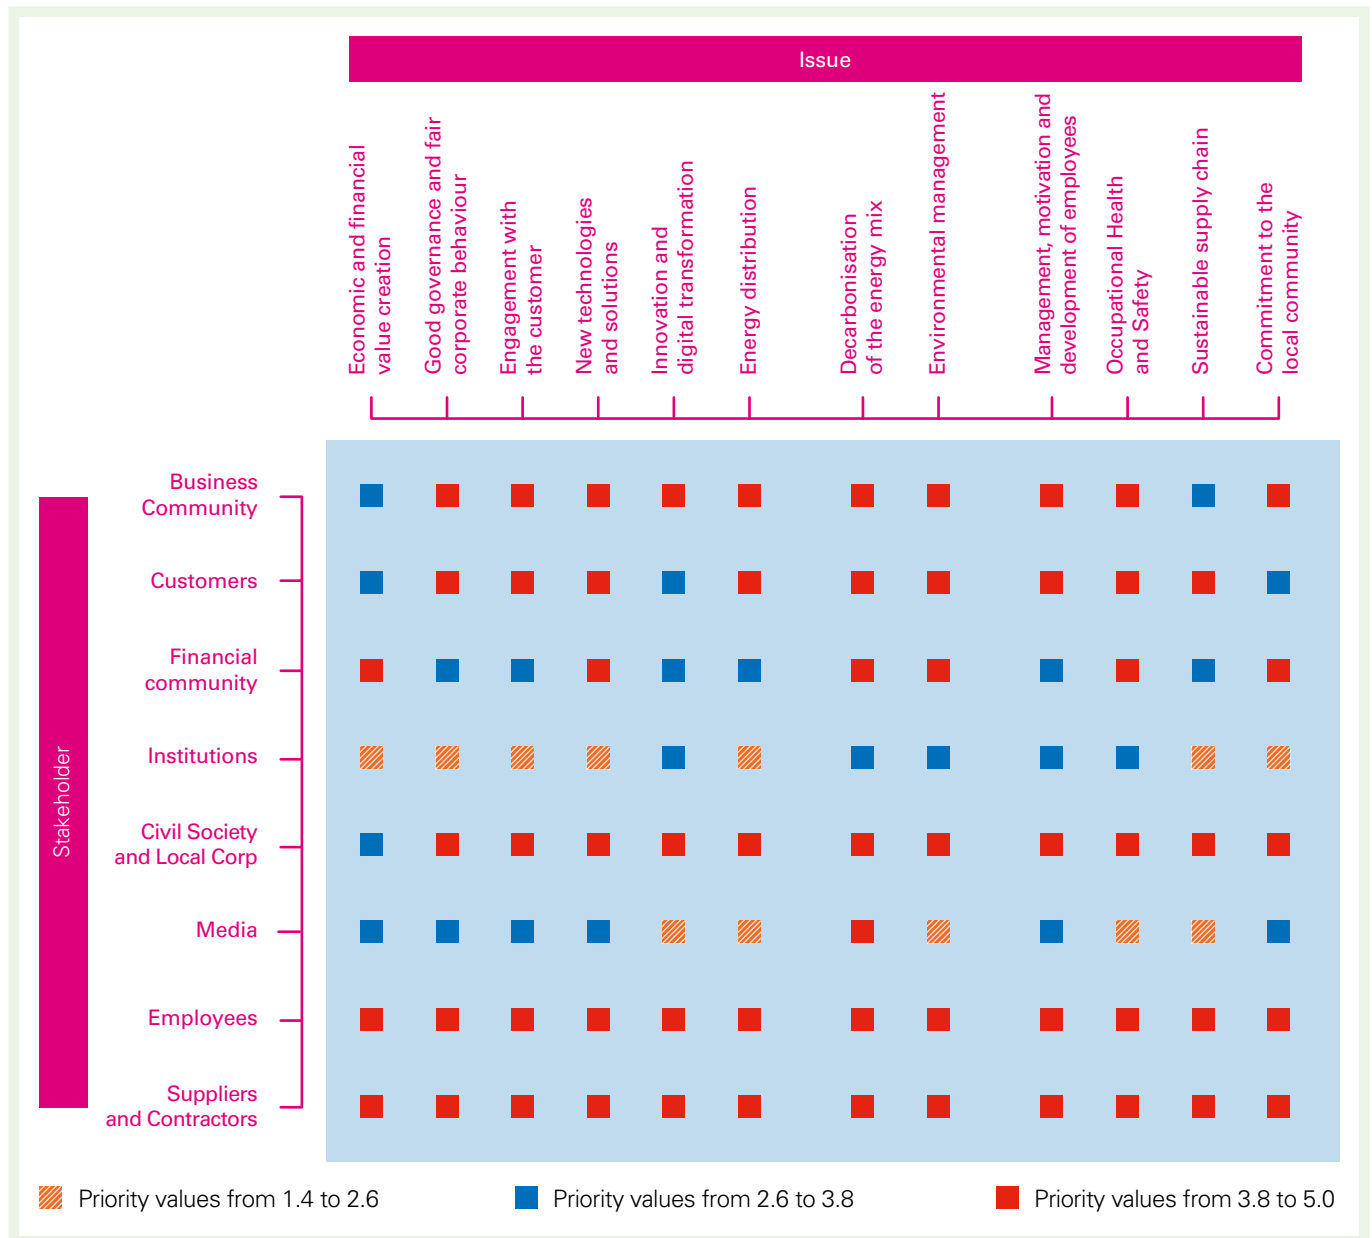 Issue
Economic and financial
value creation
Good governance and fair
corporate behaviour
Engagement with
the customer
New technologies
and solutions
Innovation and
digital transformation
Energy distribution
Decarbonisation
of the energy mix
Environmental management
Management, motivation and
development of employees
Occupational Health
and Safety
Sustainable supply chain
Commitment to the
local community
Stakeholder
Business
Community
Customers
Financial
community
Institutions
Civil Society
and Local Corp
Media
Employees
Suppliers
and Contractors
Priority values from 1.4 to 2.6
Priority values from 2.6 to 3.8
Priority values from 3.8 to 5.0